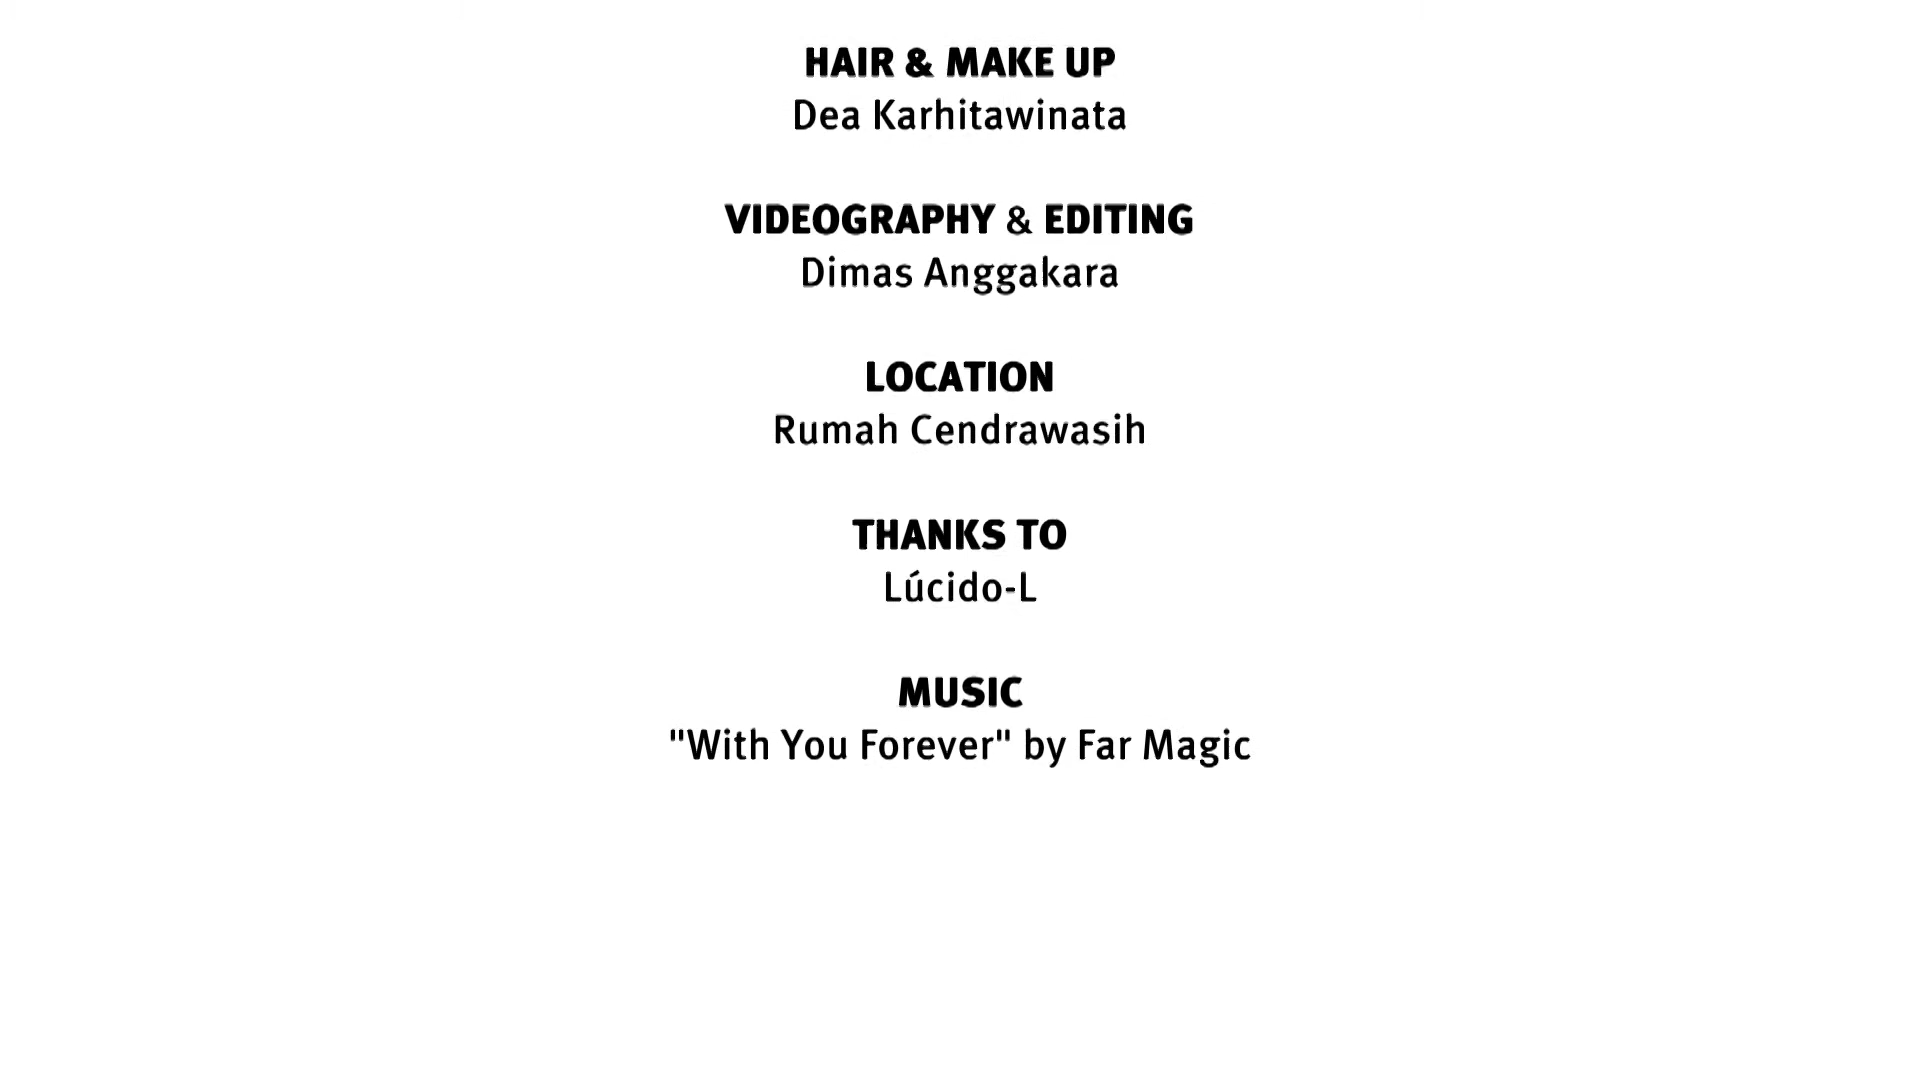 HAIR & MAKE UP
Dea Karhitawinata
VIDEOGRAPHY & EDITING
Dimas Anggakara
LOCATION
Rumah Cendrawasih
THANKS TO
Lúcido-L
MUSIC
"With You Forever" by Far Magic